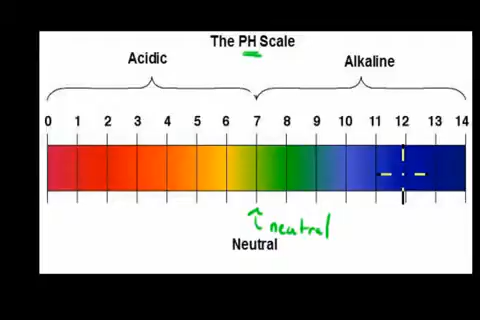 The PH Scale
Acidic Alkaline
0 1 2 3 4 5 6 7 8 9 10 11 12 13 14
neutral
Neutral